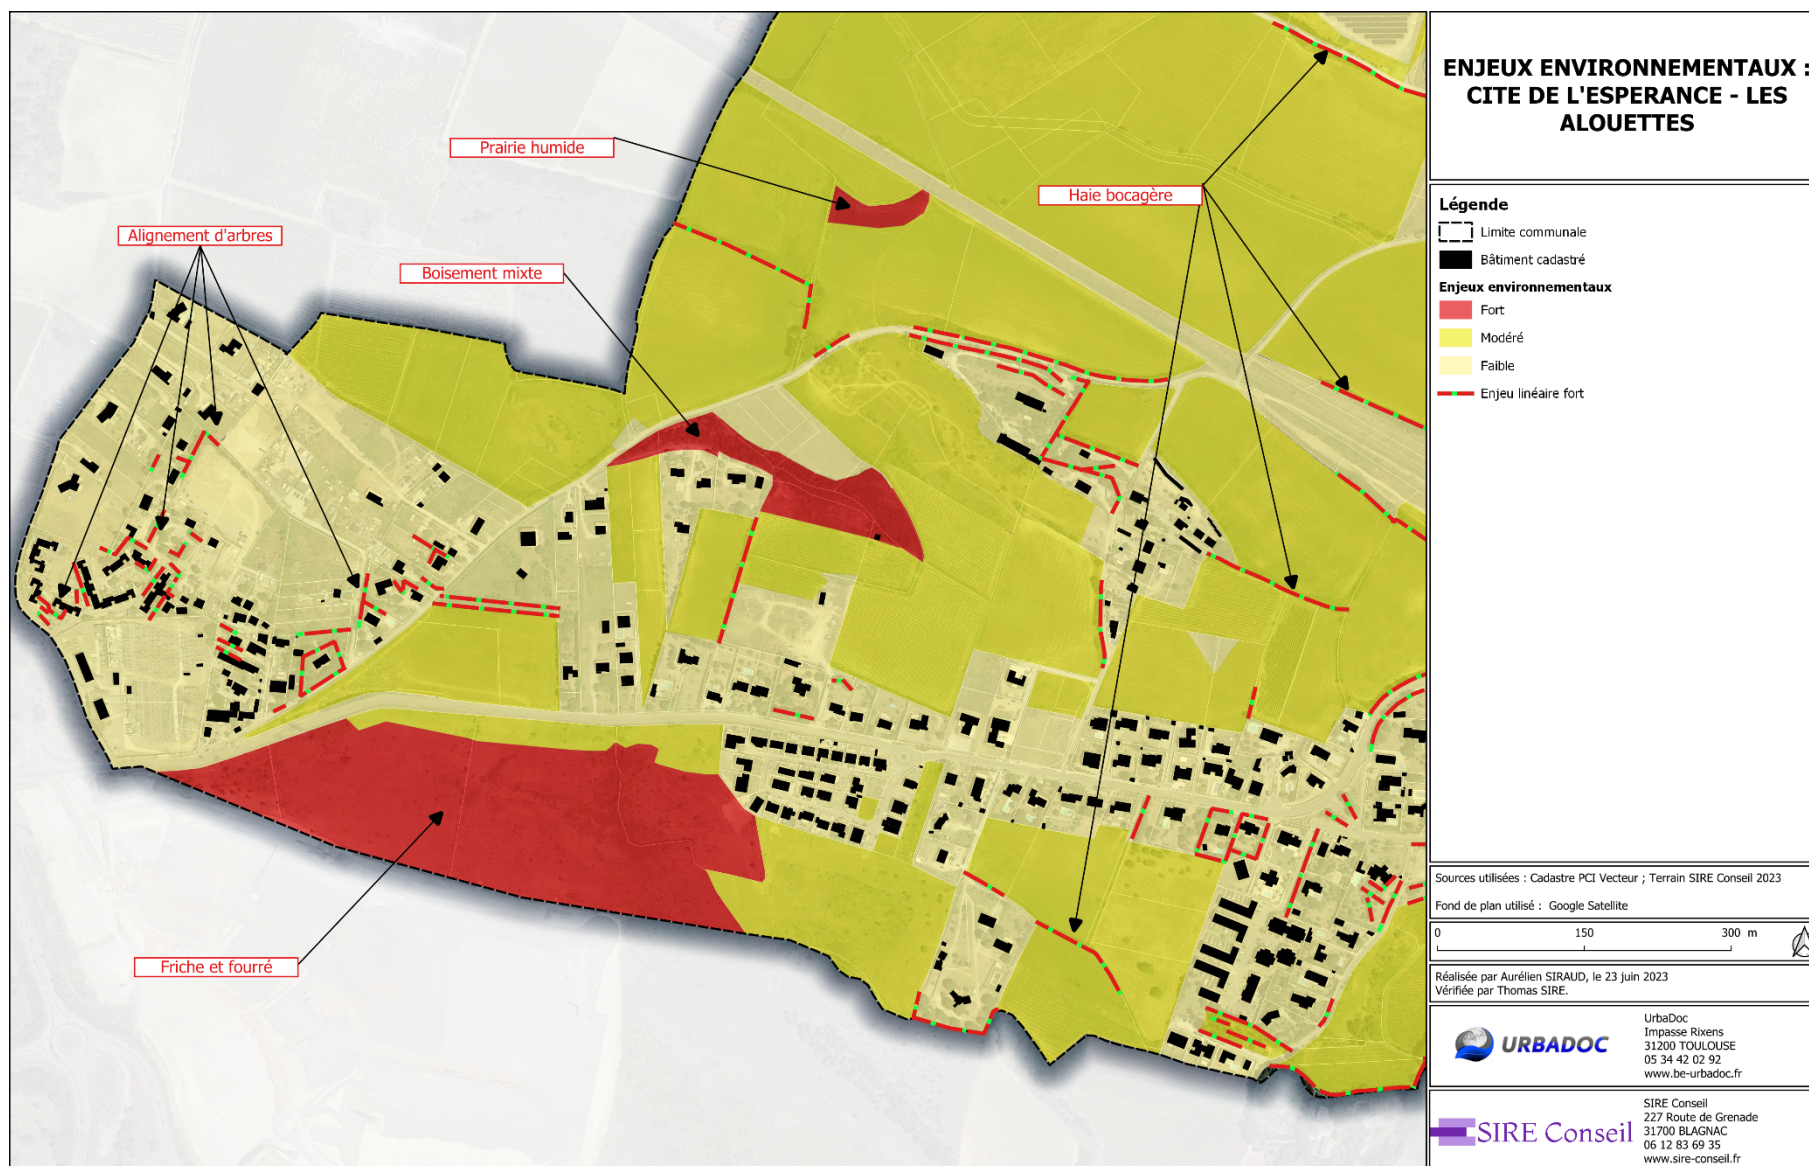 ENJEUX ENVIRONNEMENTAUX :
CITE DE L'ESPERANCE - LES
ALOUETTES
Prairie humide
Haie bocagère
Alignement d'arbres
Boisement mixte
Friche et fourré
Légende
Limite communale
Bâtiment cadastré
Enjeux environnementaux
Fort
Modéré
Faible
Enjeu linéaire fort
Sources utilisées : Cadastre PCI Vecteur ; Terrain SIRE Conseil 2023
Fond de plan utilisé : Google Satellite
0 150 300 m
Réalisée par Aurélien SIRAUD, le 23 juin 2023
Vérifiée par Thomas SIRE.
URBADOC
UrbaDoc
Impasse Rixens
31200 TOULOUSE
05 34 42 02 92
www.be-urbadoc.fr
SIRE Conseil
SIRE Conseil
227 Route de Grenade
31700 BLAGNAC
06 12 83 69 35
www.sire-conseil.fr